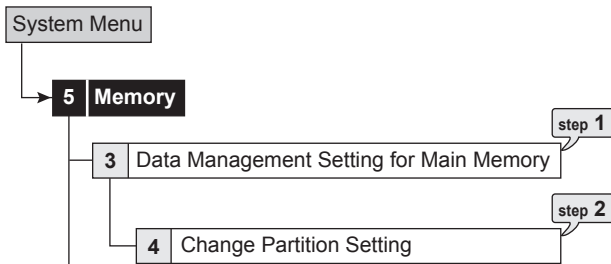 System Menu
5 Memory
step 1
3 Data Management Setting for Main Memory
step 2
4 Change Partition Setting